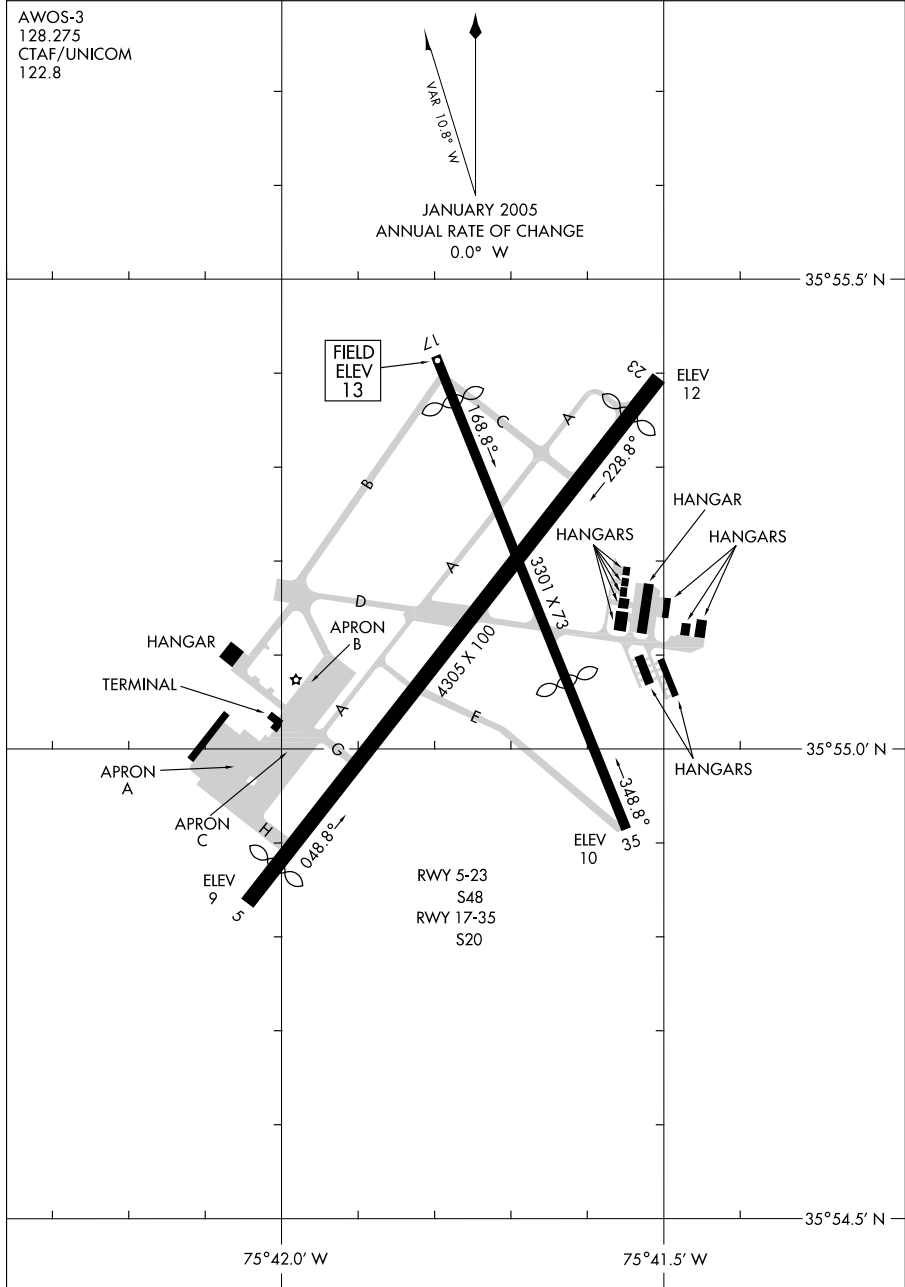 AWOS-3
128.275
CTAF/UNICOM
122.8
VAR 10.8° W
JANUARY 2005
ANNUAL RATE OF CHANGE
0.0° W
35°55.5' N
FIELD
ELEV
13
17
23
ELEV
12
168.8°
C
A
228.8°
B
HANGAR
HANGARS
HANGARS
A
3301 X 73
D
APRON
B
HANGAR
TERMINAL
4305 X 100
A
E
G
35°55.0' N
APRON
A
HANGARS
APRON
C
H
048.8°
348.8°
ELEV
10
35
ELEV
9
5
RWY 5-23
S48
RWY 17-35
S20
35°54.5' N
75°42.0' W
75°41.5' W